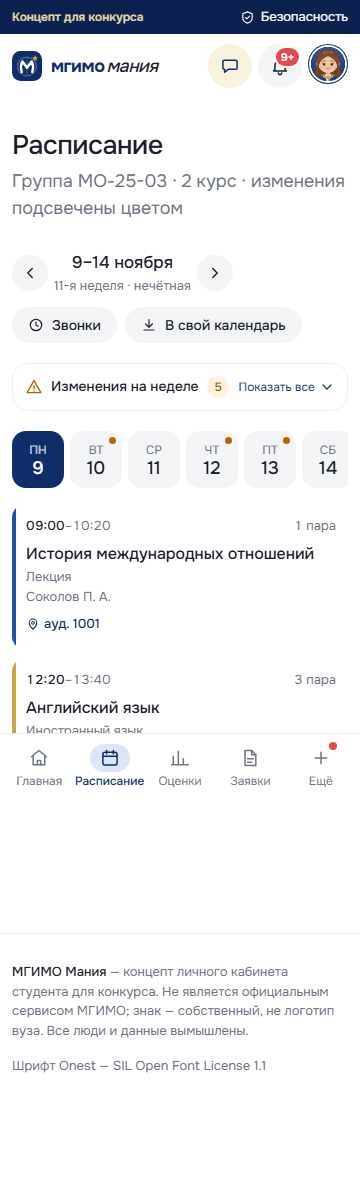 Концепт для конкурса
Безопасность
МГИМО МАНИЯ
9+
Расписание
Группа МО-25-03 · 2 курс · изменения
подсвечены цветом
9–14 ноября
11-я неделя · нечётная
Звонки
В свой календарь
Изменения на неделе 5 Показать все
ПН ВТ СР ЧТ ПТ СБ
9 10 11 12 13 14
09:00–10:20 1 пара
История международных отношений
Лекция
Соколов П. А.
ауд. 1001
12:20–13:40 3 пара
Английский язык
Иностранный язык
Главная Расписание Оценки Заявки Ещё
МГИМО Мания — концепт личного кабинета
студента для конкурса. Не является официальным
сервисом МГИМО; знак — собственный, не логотип
вуза. Все люди и данные вымышлены.
Шрифт Onest — SIL Open Font License 1.1